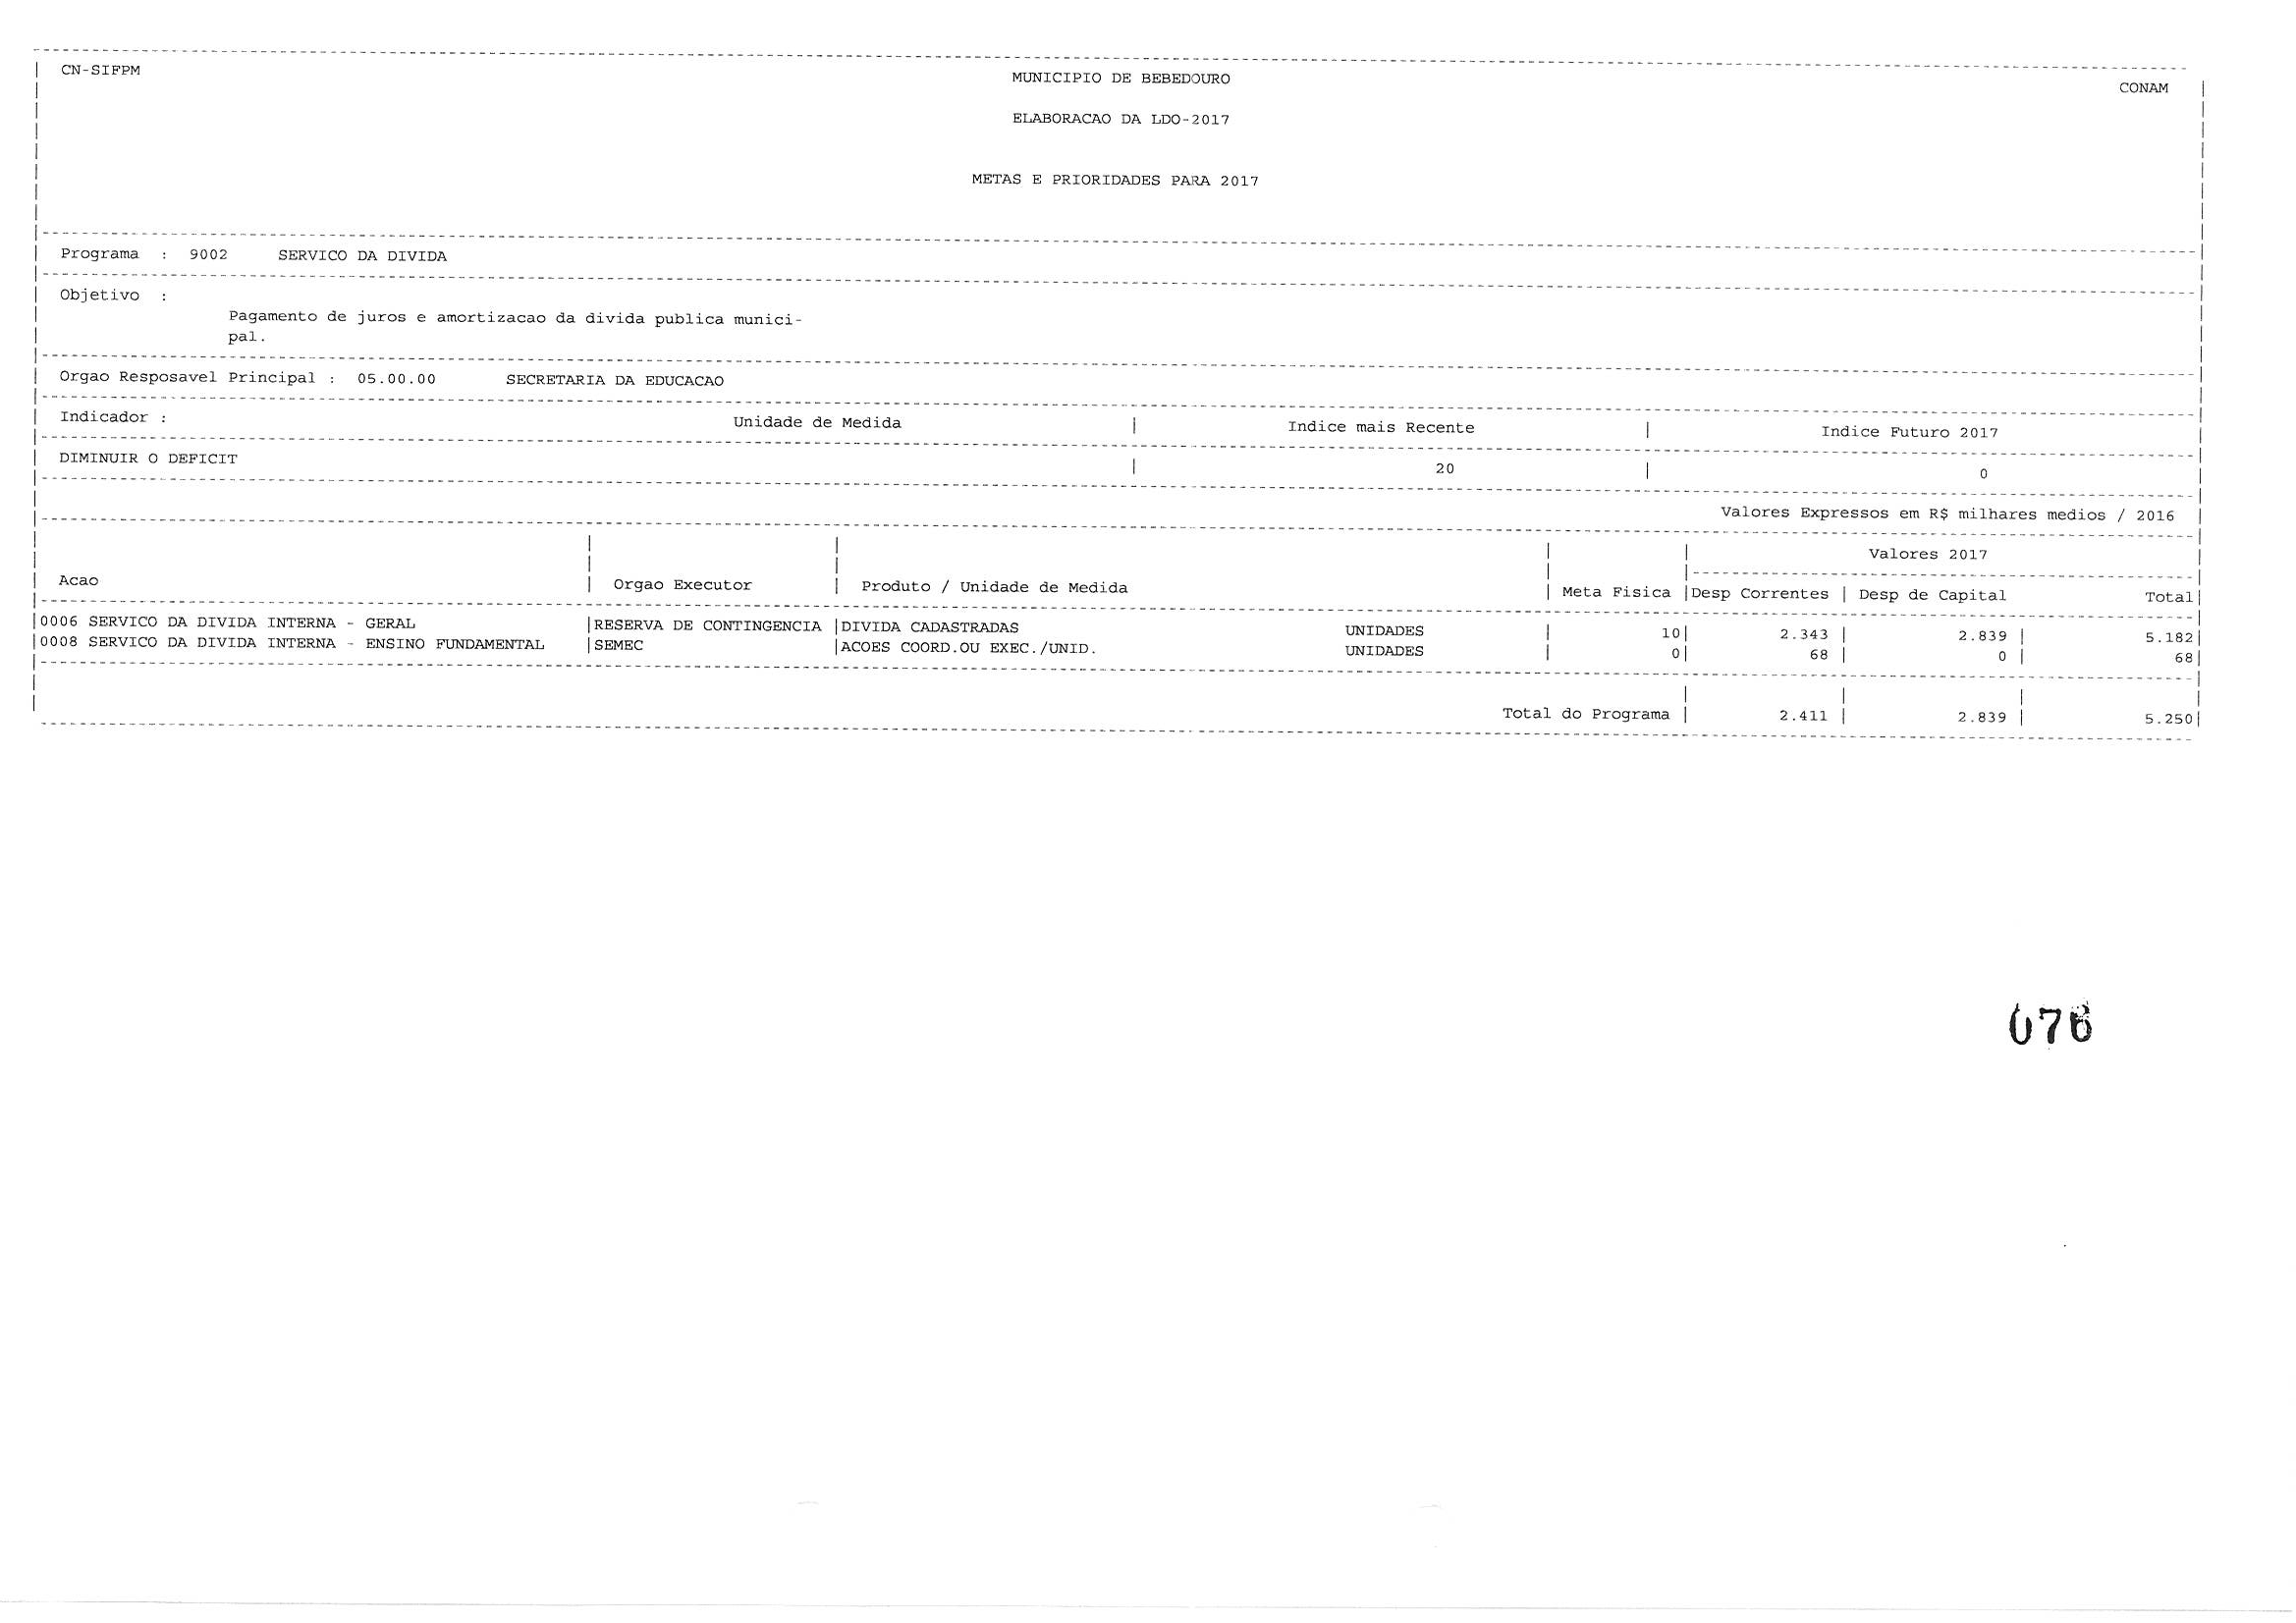 CN-SIFPM MUNICIPIO DE BEBEDOURO CONAM
ELABORACAO DA LDO-2017
METAS E PRIORIDADES PARA 2017
Programa : 9002 SERVICO DA DIVIDA
Objetivo :
Pagamento de juros e amortizacao da divida publica munici-
pal.
Orgao Resposavel Principal : 05.00.00 SECRETARIA DA EDUCACAO
Indicador : Unidade de Medida | Indice mais Recente | Indice Futuro 2017
DIMINUIR O DEFICIT | 20 | 0
Valores Expressos em R$ milhares medios / 2016
Valores 2017
Acao | Orgao Executor | Produto / Unidade de Medida | Meta Fisica |Desp Correntes | Desp de Capital Total|
|0006 SERVICO DA DIVIDA INTERNA - GERAL |RESERVA DE CONTINGENCIA |DIVIDA CADASTRADAS UNIDADES | 10| 2.343 | 2.839 | 5.182|
|0008 SERVICO DA DIVIDA INTERNA - ENSINO FUNDAMENTAL |SEMEC |ACOES COORD.OU EXEC./UNID. UNIDADES | 0| 68 | 0 | 68|
Total do Programa | 2.411 | 2.839 | 5.250|